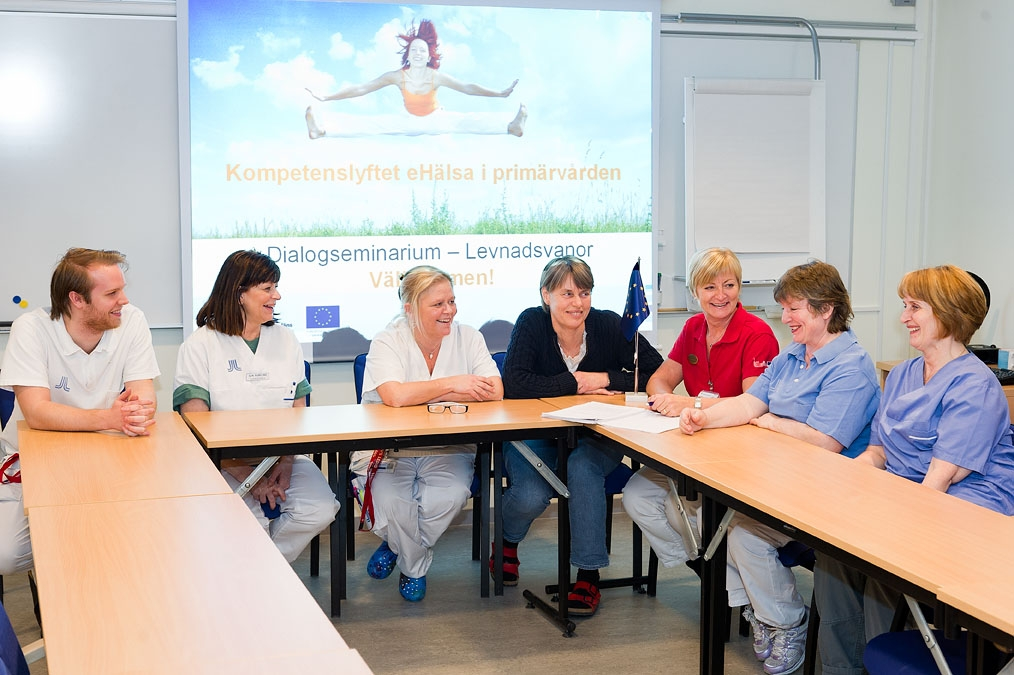 Kompetenslyftet eHälsa i primärvården
Dialogseminarium – Levnadsvanor